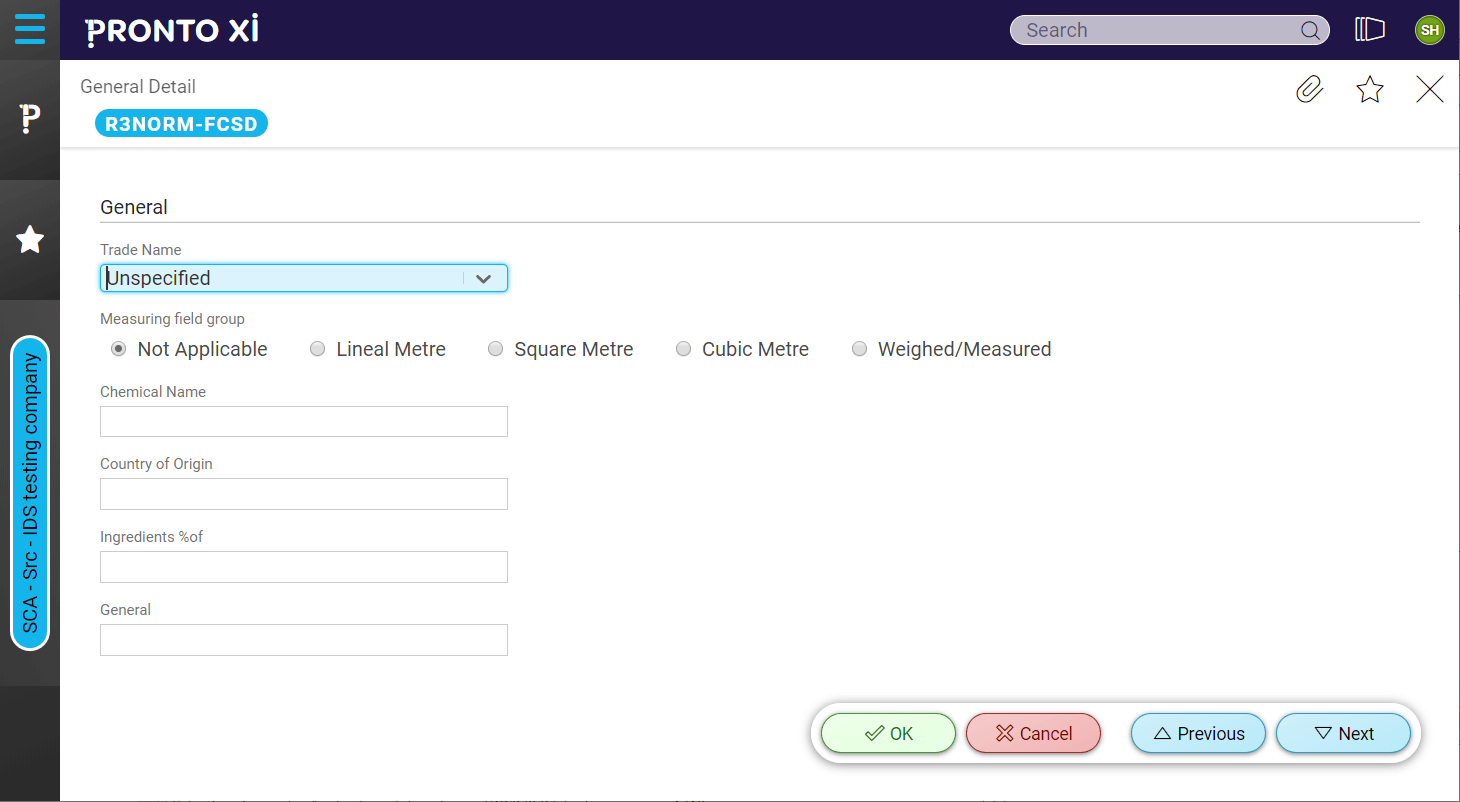 PRONTO XI
Search
SH
General Detail
R3NORM-FCSD
SCA - Src - IDS testing company
General
Trade Name
Unspecified
Measuring field group
Not Applicable Lineal Metre Square Metre Cubic Metre Weighed/Measured
Chemical Name
Country of Origin
Ingredients %of
General
OK Cancel Previous Next